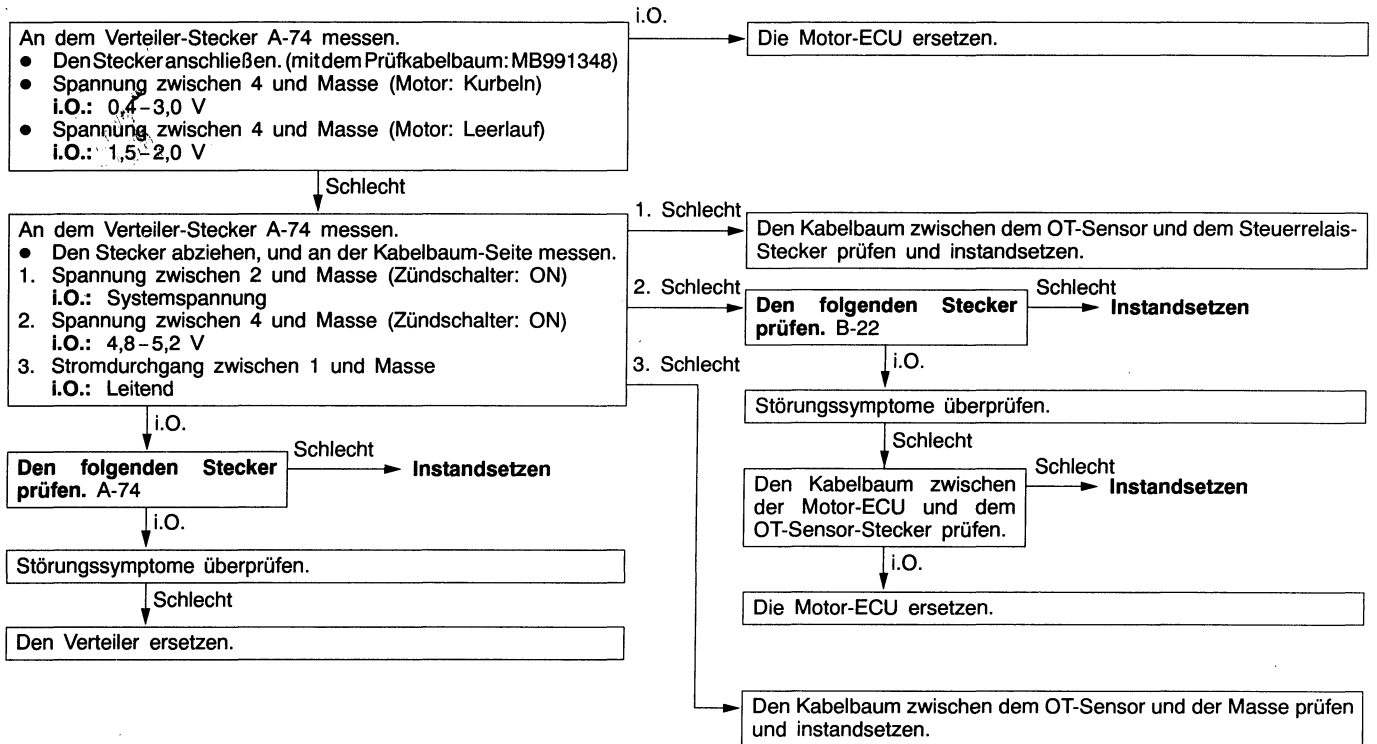 An dem Verteiler-Stecker A-74 messen.
● Den Stecker anschließen. (mit dem Prüfkabelbaum: MB991348)
● Spannung zwischen 4 und Masse (Motor: Kurbeln)
i.O.: 0,4–3,0 V
● Spannung zwischen 4 und Masse (Motor: Leerlauf)
i.O.: 1,5–2,0 V
i.O.
Die Motor-ECU ersetzen.
Schlecht
An dem Verteiler-Stecker A-74 messen.
● Den Stecker abziehen, und an der Kabelbaum-Seite messen.
1. Spannung zwischen 2 und Masse (Zündschalter: ON)
i.O.: Systemspannung
2. Spannung zwischen 4 und Masse (Zündschalter: ON)
i.O.: 4,8–5,2 V
3. Stromdurchgang zwischen 1 und Masse
i.O.: Leitend
1. Schlecht
Den Kabelbaum zwischen dem OT-Sensor und dem Steuerrelais-
Stecker prüfen und instandsetzen.
2. Schlecht
Den folgenden Stecker
prüfen. B-22
Schlecht
Instandsetzen
i.O.
Störungssymptome überprüfen.
Schlecht
Den Kabelbaum zwischen
der Motor-ECU und dem
OT-Sensor-Stecker prüfen.
Schlecht
Instandsetzen
i.O.
Die Motor-ECU ersetzen.
3. Schlecht
Den Kabelbaum zwischen dem OT-Sensor und der Masse prüfen
und instandsetzen.
i.O.
Den folgenden Stecker
prüfen. A-74
Schlecht
Instandsetzen
i.O.
Störungssymptome überprüfen.
Schlecht
Den Verteiler ersetzen.